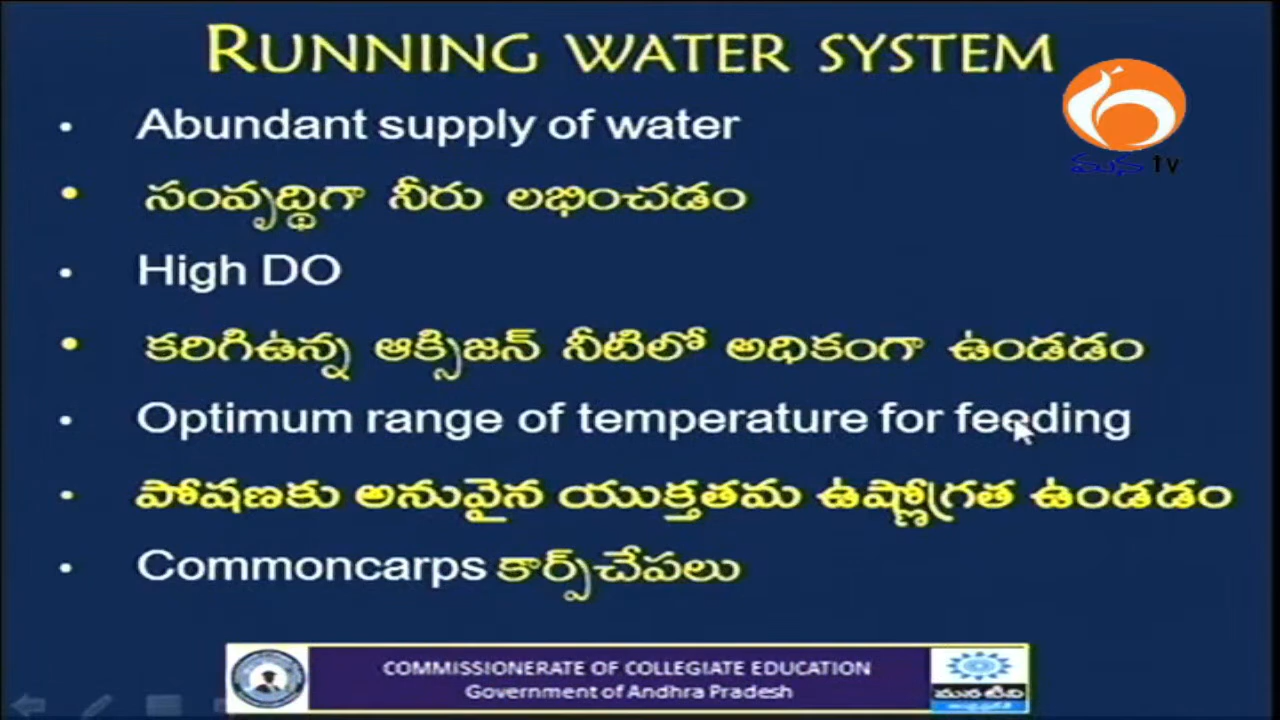 RUNNING WATER SYSTEM
మన tv
• Abundant supply of water
• సంవృద్ధిగా నీరు లభించడం
• High DO
• కరిగిఉన్న ఆక్సిజన్ నీటిలో అధికంగా ఉండడం
• Optimum range of temperature for feeding
• పోషణకు అనువైన యుక్తతమ ఉష్ణోగ్రత ఉండడం
• Commoncarps కార్ప్‌చేపలు
COMMISSIONERATE OF COLLEGIATE EDUCATION
Government of Andhra Pradesh